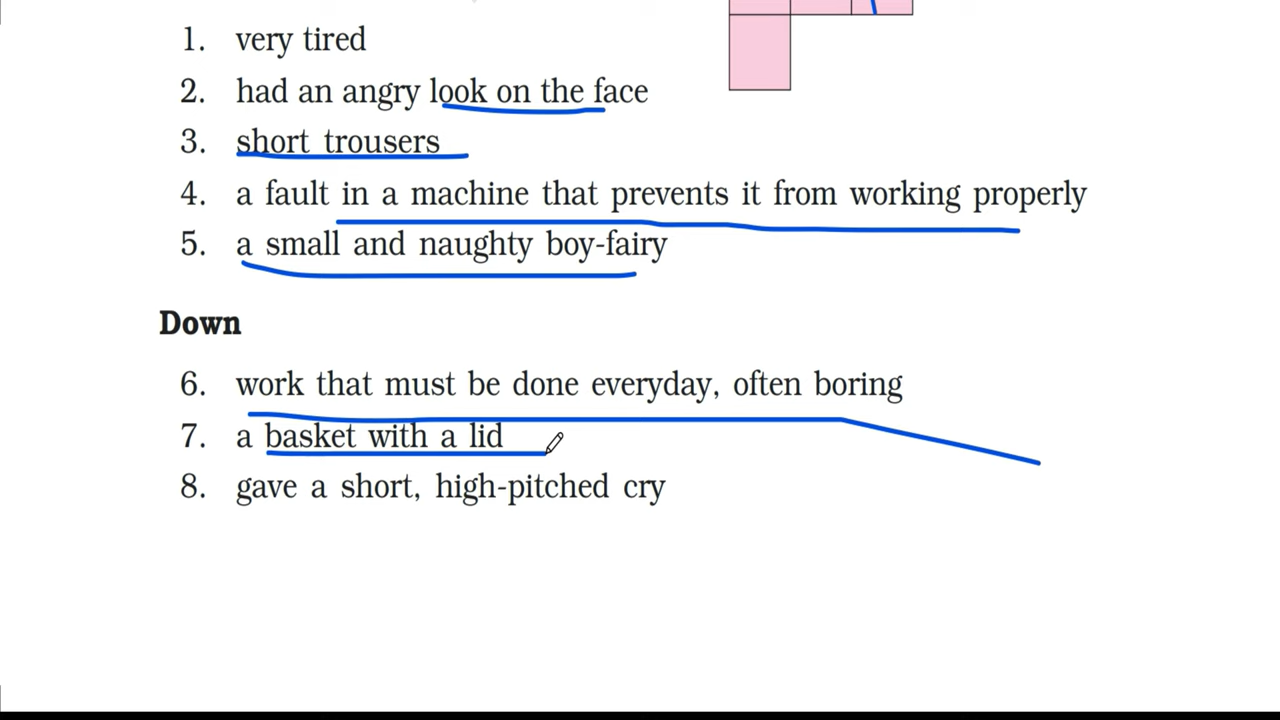 1. very tired
2. had an angry look on the face
3. short trousers
4. a fault in a machine that prevents it from working properly
5. a small and naughty boy-fairy
Down
6. work that must be done everyday, often boring
7. a basket with a lid
8. gave a short, high-pitched cry